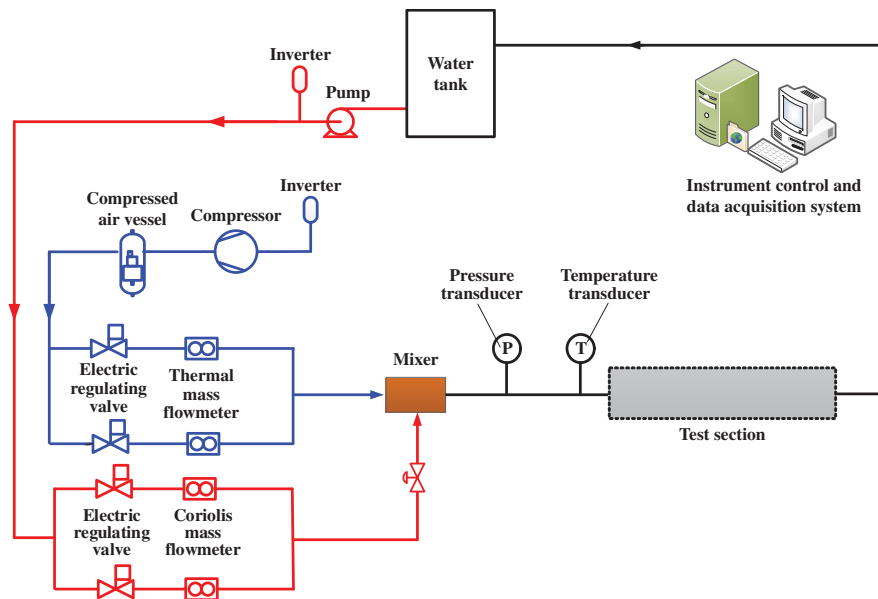 Inverter
Pump
Water
tank
Instrument control and
data acquisition system
Compressed
air vessel
Compressor
Inverter
Pressure
transducer
Temperature
transducer
P
T
Electric
regulating
valve
Thermal
mass
flowmeter
Mixer
Test section
Electric
regulating
valve
Coriolis
mass
flowmeter